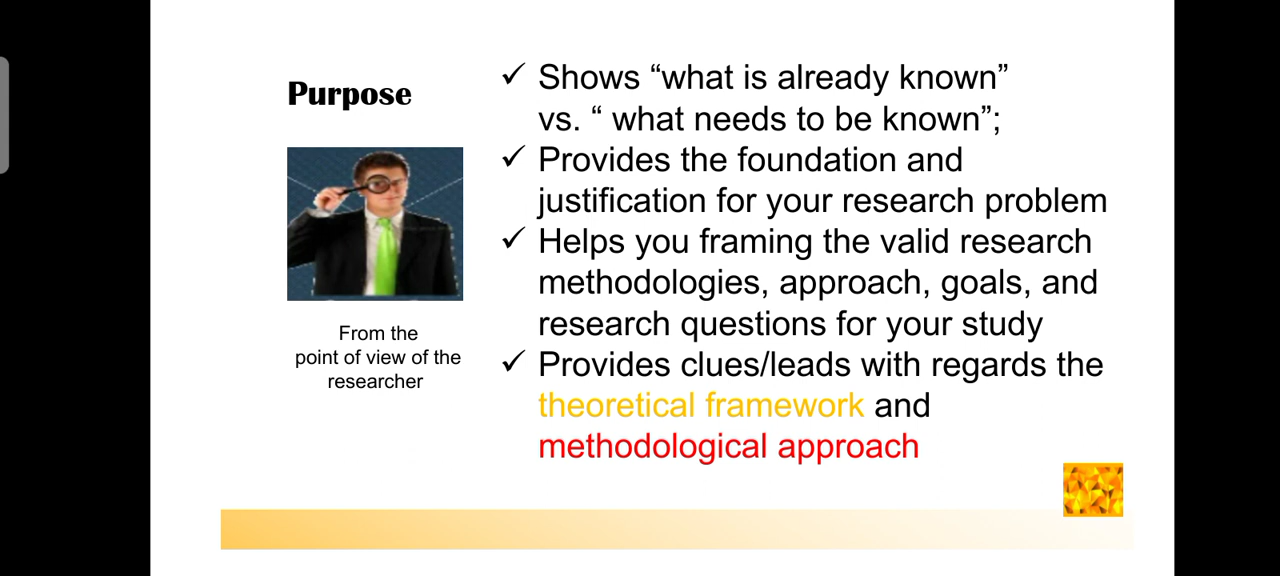 Purpose
From the
point of view of the
researcher
✓ Shows “what is already known”
vs. “ what needs to be known”;
✓ Provides the foundation and
justification for your research problem
✓ Helps you framing the valid research
methodologies, approach, goals, and
research questions for your study
✓ Provides clues/leads with regards the
theoretical framework and
methodological approach